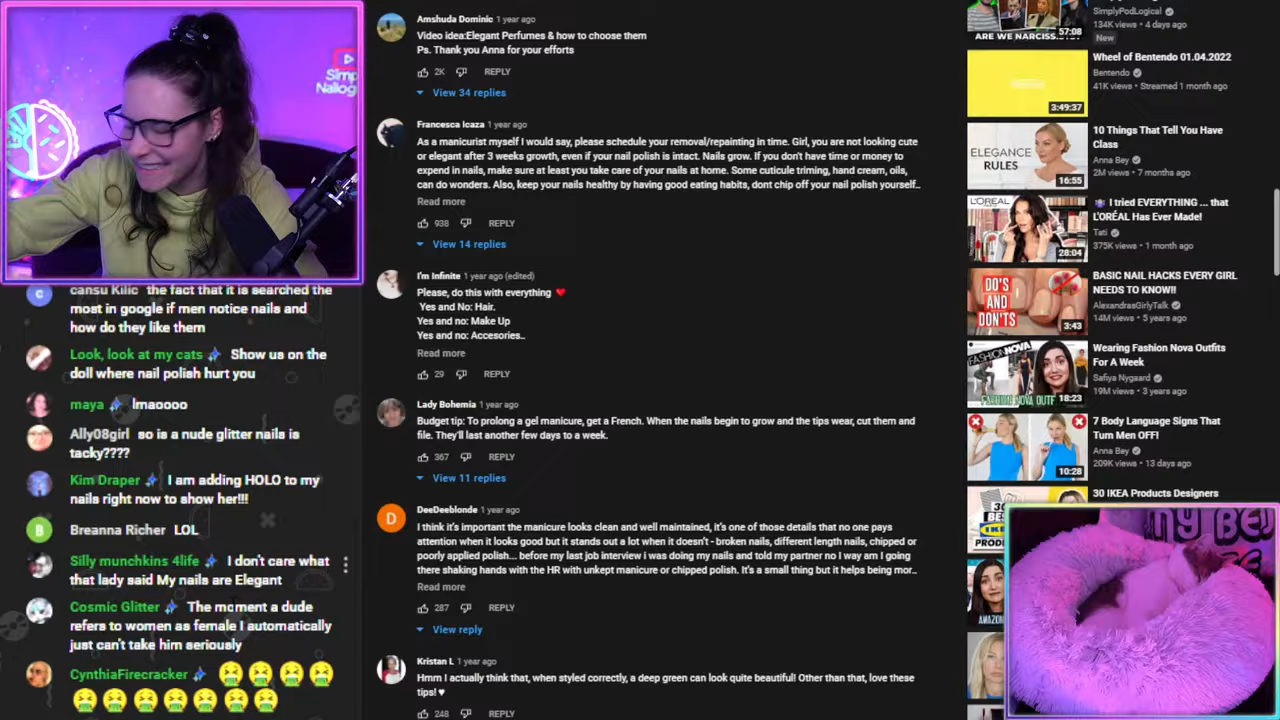 Simp
Nailog
cansu Kilic the fact that it is searched the
most in google if men notice nails and
how do they like them
Look, look at my cats Show us on the
doll where nail polish hurt you
maya lmaoooo
Ally08girl so is a nude glitter nails is
tacky????
Kim Draper I am adding HOLO to my
nails right now to show her!!!
B
Breanna Richer LOL
Silly munchkins 4life I don't care what
that lady said My nails are Elegant
Cosmic Glitter The moment a dude
refers to women as female I automatically
just can't take him seriously
CynthiaFirecracker
Amshuda Dominic 1 year ago
Video idea:Elegant Perfumes & how to choose them
Ps. Thank you Anna for your efforts
2K REPLY
View 34 replies
Francesca Icaza 1 year ago
As a manicurist myself I would say, please schedule your removal/repainting in time. Girl, you are not looking cute
or elegant after 3 weeks growth, even if your nail polish is intact. Nails grow. If you don't have time or money to
expend in nails, make sure at least you take care of your nails at home. Some cuticule triming, hand cream, oils,
can do wonders. Also, keep your nails healthy by having good eating habits, dont chip off your nail polish yourself..
Read more
938 REPLY
View 14 replies
I'm Infinite 1 year ago (edited)
Please, do this with everything
Yes and No: Hair.
Yes and no: Make Up
Yes and no: Accesories..
Read more
29 REPLY
Lady Bohemia 1 year ago
Budget tip: To prolong a gel manicure, get a French. When the nails begin to grow and the tips wear, cut them and
file. They'll last another few days to a week.
367 REPLY
View 11 replies
D
DeeDeeblonde 1 year ago
I think it's important the manicure looks clean and well maintained, it's one of those details that no one pays
attention when it looks good but it stands out a lot when it doesn't - broken nails, different length nails, chipped or
poorly applied polish... before my last job interview i was doing my nails and told my partner no I way am I going
there shaking hands with the HR with unkept manicure or chipped polish. It's a small thing but it helps being mor...
Read more
287 REPLY
View reply
Kristan L 1 year ago
Hmm I actually think that, when styled correctly, a deep green can look quite beautiful! Other than that, love these
tips! ♥
248 REPLY
ARE WE NARCISS
57:08
SimplyPodLogical
134K views • 4 days ago
New
3:49:37
Wheel of Bentendo 01.04.2022
Bentendo
41K views • Streamed 1 month ago
ELEGANCE
RULES
16:55
10 Things That Tell You Have
Class
Anna Bey
2M views • 7 months ago
L'ORÉAL
28:04
I tried EVERYTHING ... that
L'ORÉAL Has Ever Made!
Tati
375K views • 1 month ago
DO'S
AND
DON'TS
3:43
BASIC NAIL HACKS EVERY GIRL
NEEDS TO KNOW!!
AlexandrasGirlyTalk
14M views • 5 years ago
FASHION NOVA
FASHION NOVA OUTF
18:23
Wearing Fashion Nova Outfits
For A Week
Safiya Nygaard
19M views • 3 years ago
10:28
7 Body Language Signs That
Turn Men OFF!
Anna Bey
209K views • 13 days ago
30
BES
IKE
PRODU
30 IKEA Products Designers
AMAZON
MY BE